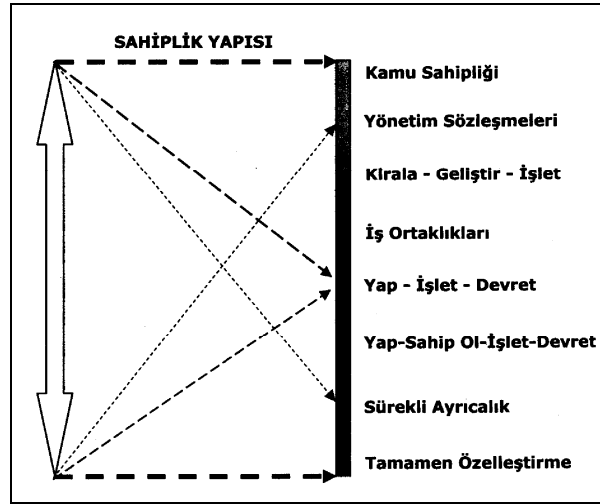 SAHİPLİK YAPISI
Kamu Sahipliği
Yönetim Sözleşmeleri
Kirala - Geliştir - İşlet
İş Ortaklıkları
Yap - İşlet - Devret
Yap-Sahip Ol-İşlet-Devret
Sürekli Ayrıcalık
Tamamen Özelleştirme